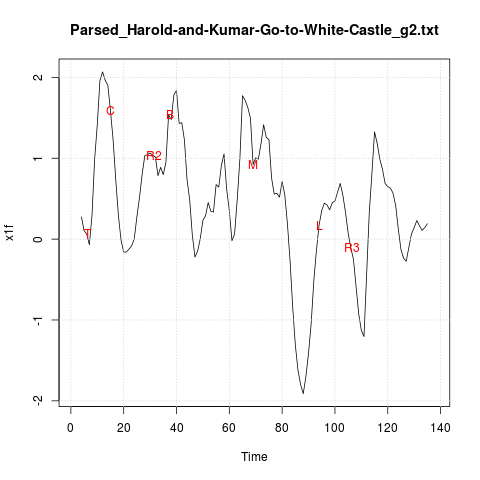 Parsed_Harold-and-Kumar-Go-to-White-Castle_g2.txt
x1f
2
1
0
-1
-2
T
C
R2
M
L
R3
0
20
40
60
80
100
120
140
Time